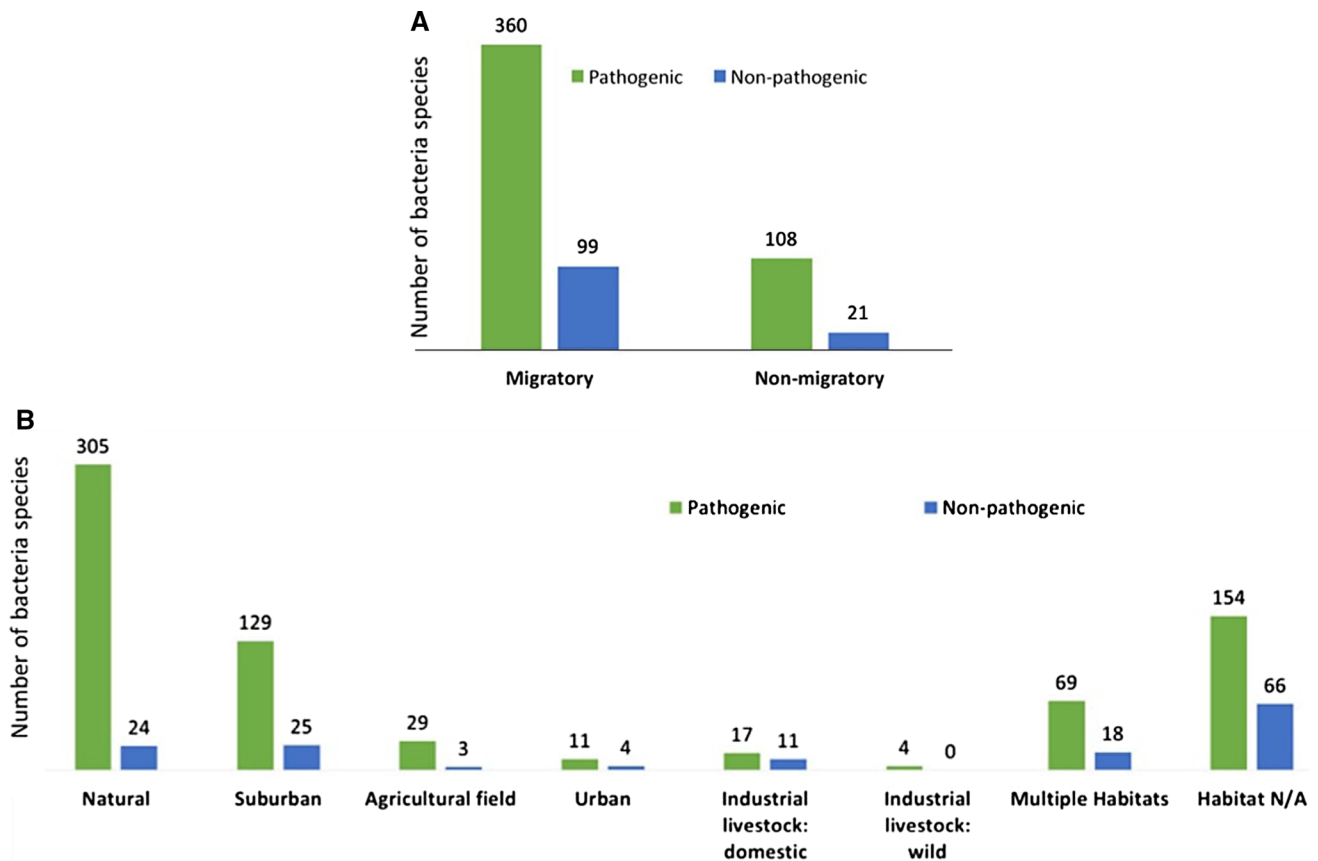 A
360
Pathogenic Non-pathogenic
Number of bacteria species
99
108
21
Migratory Non-migratory
B
305
Number of bacteria species
Pathogenic Non-pathogenic
24
129
25
29
3
11
4
17
11
4
0
69
18
154
66
Natural
Suburban
Agricultural field
Urban
Industrial
livestock:
domestic
Industrial
livestock:
wild
Multiple Habitats
Habitat N/A